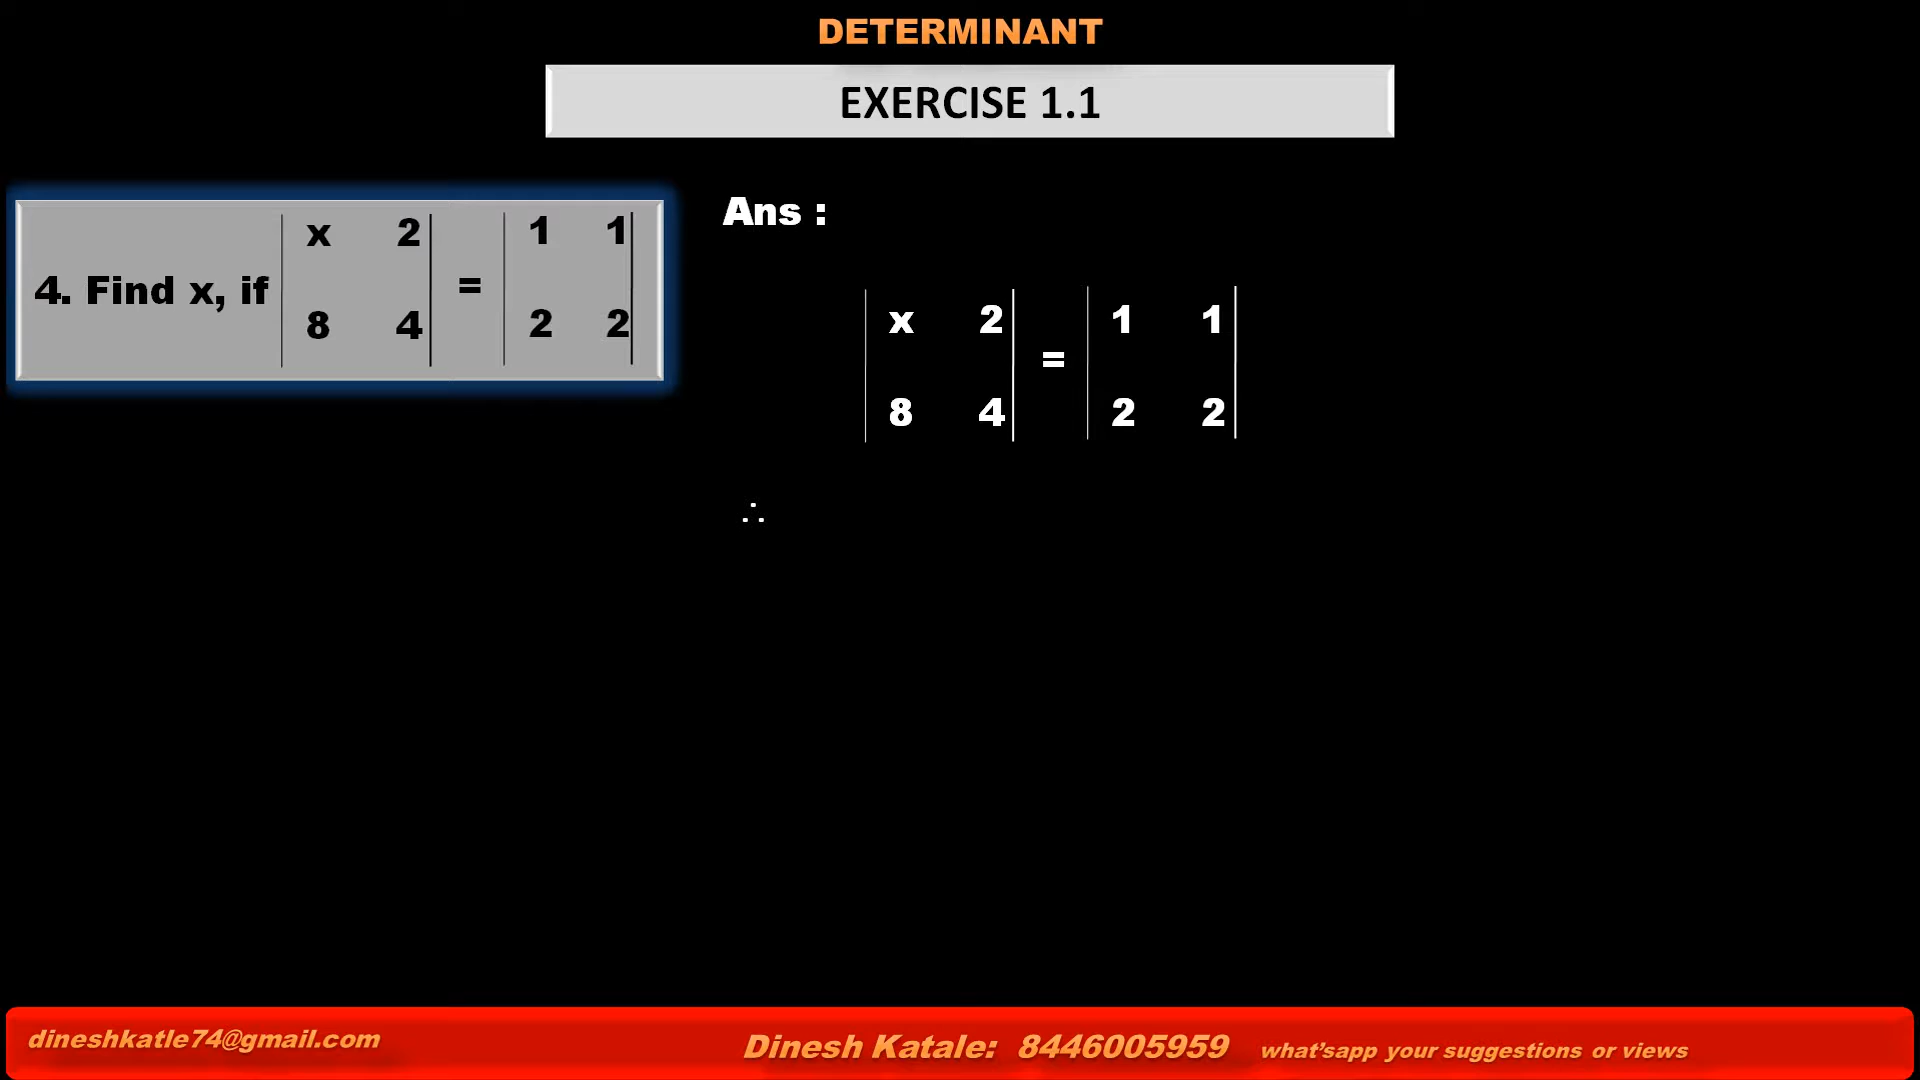 DETERMINANT
EXERCISE 1.1
4. Find x, if
x 2
8 4
=
1 1
2 2
Ans :
x 2
8 4
=
1 1
2 2
∴
dineshkatle74@gmail.com
Dinesh Katale: 8446005959 what’sapp your suggestions or views